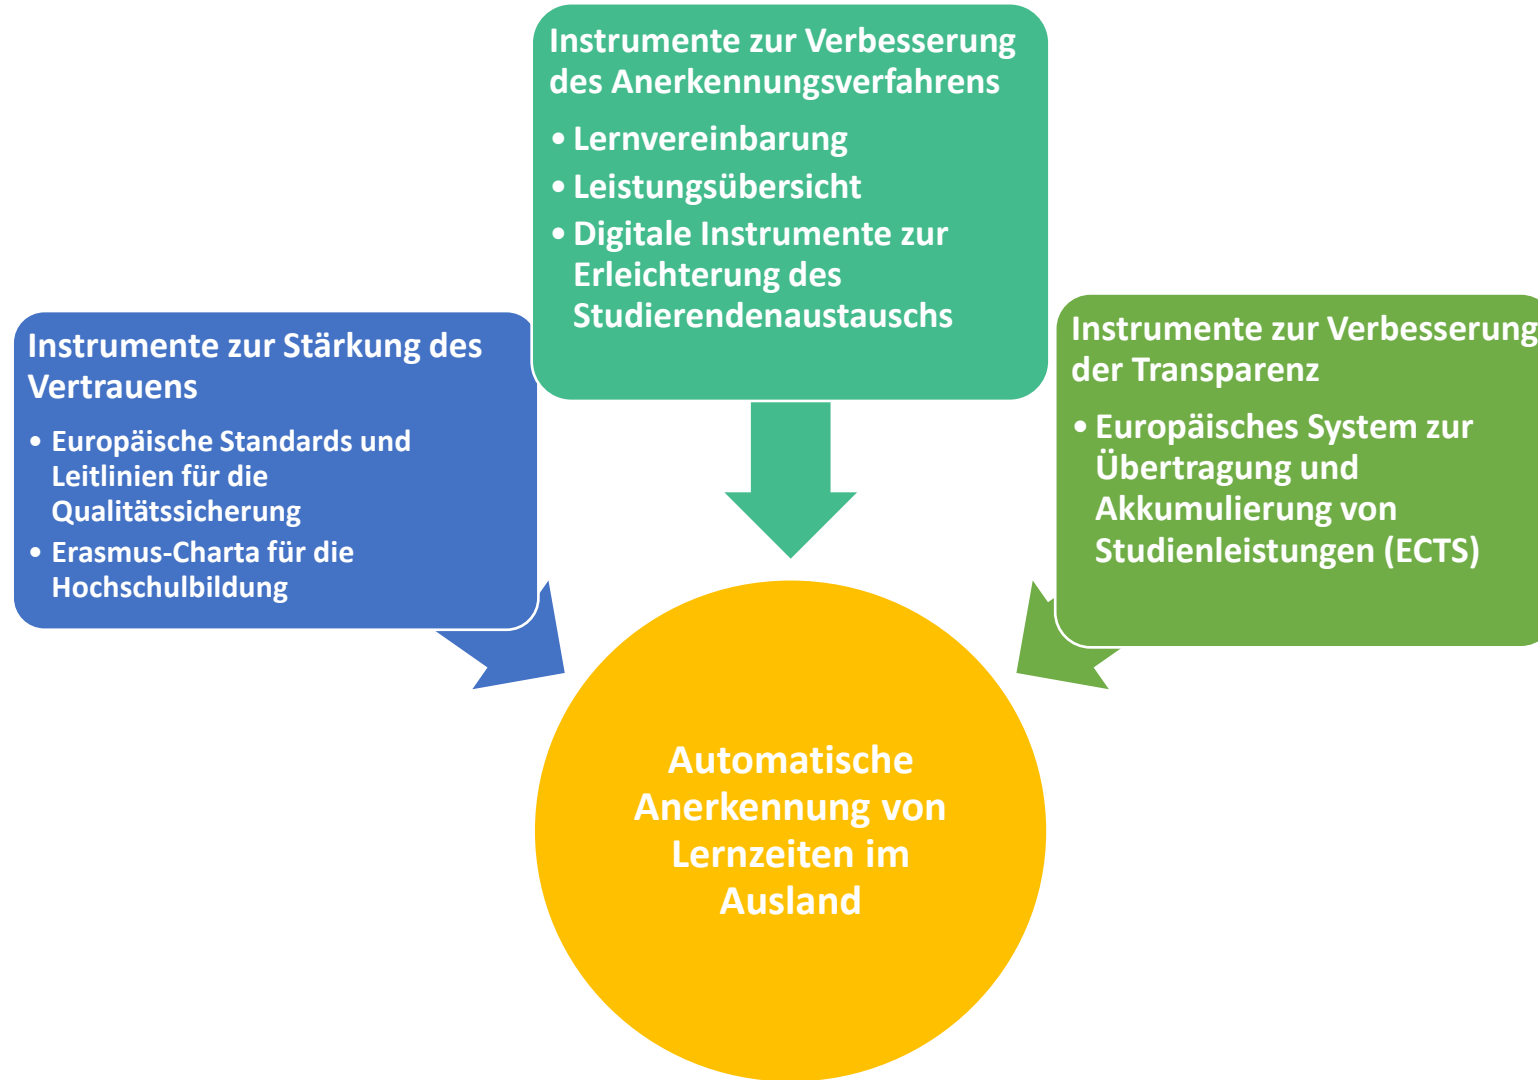 Instrumente zur Verbesserung
des Anerkennungsverfahrens
• Lernvereinbarung
• Leistungsübersicht
• Digitale Instrumente zur
Erleichterung des
Studierendenaustauschs
Instrumente zur Stärkung des
Vertrauens
• Europäische Standards und
Leitlinien für die
Qualitätssicherung
• Erasmus-Charta für die
Hochschulbildung
Instrumente zur Verbesserung
der Transparenz
• Europäisches System zur
Übertragung und
Akkumulierung von
Studienleistungen (ECTS)
Automatische
Anerkennung von
Lernzeiten im
Ausland